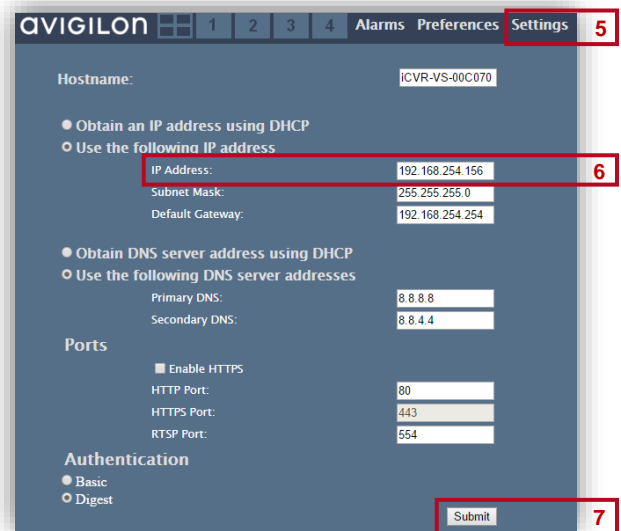 avigilon 1 2 3 4 Alarms Preferences Settings 5
Hostname: iCVR-VS-00C070
Obtain an IP address using DHCP
Use the following IP address
IP Address: 192.168.254.156 6
Subnet Mask: 255.255.255.0
Default Gateway: 192.168.254.254
Obtain DNS server address using DHCP
Use the following DNS server addresses
Primary DNS: 8.8.8.8
Secondary DNS: 8.8.4.4
Ports
Enable HTTPS
HTTP Port: 80
HTTPS Port: 443
RTSP Port: 554
Authentication
Basic
Digest
Submit 7